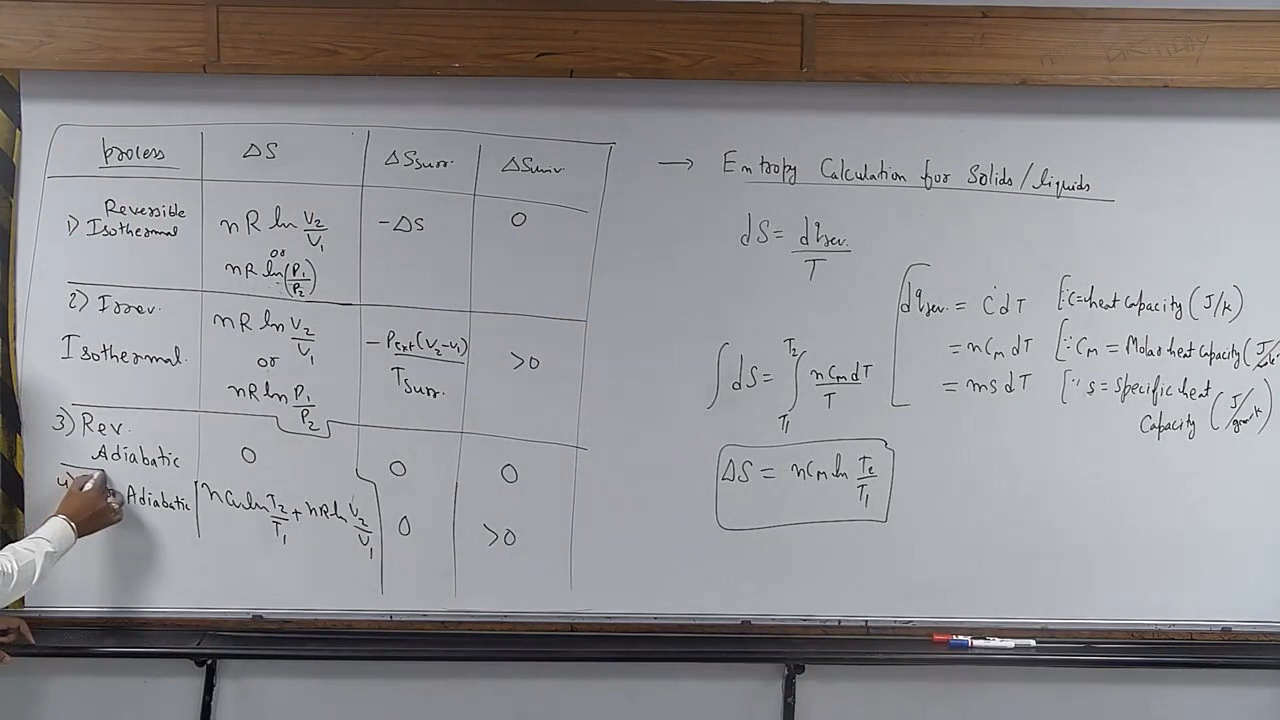 process ΔS ΔSsurr. ΔSuniv.
Reversible
1) Isothermal nR ln V2/V1 -ΔS 0
or
nR ln(P1/P2)
2) Irrev.
Isothermal. nR ln V2/V1 -Pext(V2-V1)/Tsurr. >0
or
nR ln P1/P2
3) Rev.
Adiabatic 0 0 0
4) Adiabatic nCv ln T2/T1 + nR ln V2/V1 0 >0
→ Entropy Calculation for Solids/liquids
dS = dqrev./T
dqrev. = C dT [∵C=heat capacity (J/K)
= nCm dT [∵ Cm = Molar heat capacity (J/
= ms dT [∵ s = specific heat
Capacity (J/gram·K)
∫dS = ∫T1T2 nCm dT/T
ΔS = nCm ln T2/T1